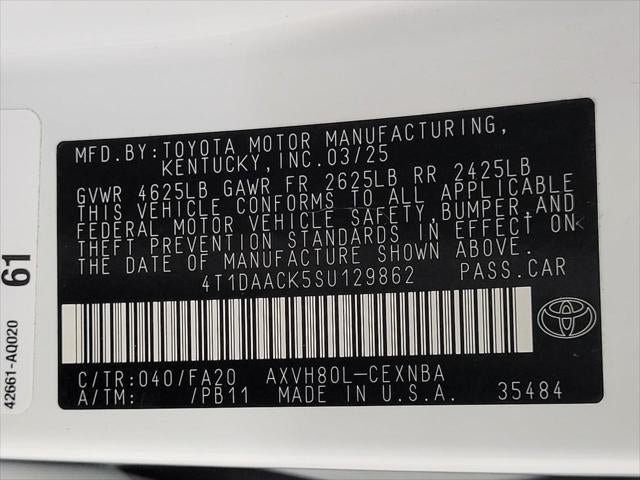 MFD.BY:TOYOTA MOTOR MANUFACTURING,
KENTUCKY,INC.03/25
GVWR 4625LB GAWR FR 2625LB RR 2425LB
THIS VEHICLE CONFORMS TO ALL APPLICABLE
FEDERAL MOTOR VEHICLE SAFETY,BUMPER,AND
THEFT PREVENTION STANDARDS IN EFFECT ON
THE DATE OF MANUFACTURE SHOWN ABOVE.
4T1DAACK5SU129862 PASS.CAR
C/TR:040/FA20 AXVH80L-CEXNBA
A/TM: /PB11 MADE IN U.S.A. 35484
42661-A0020 61